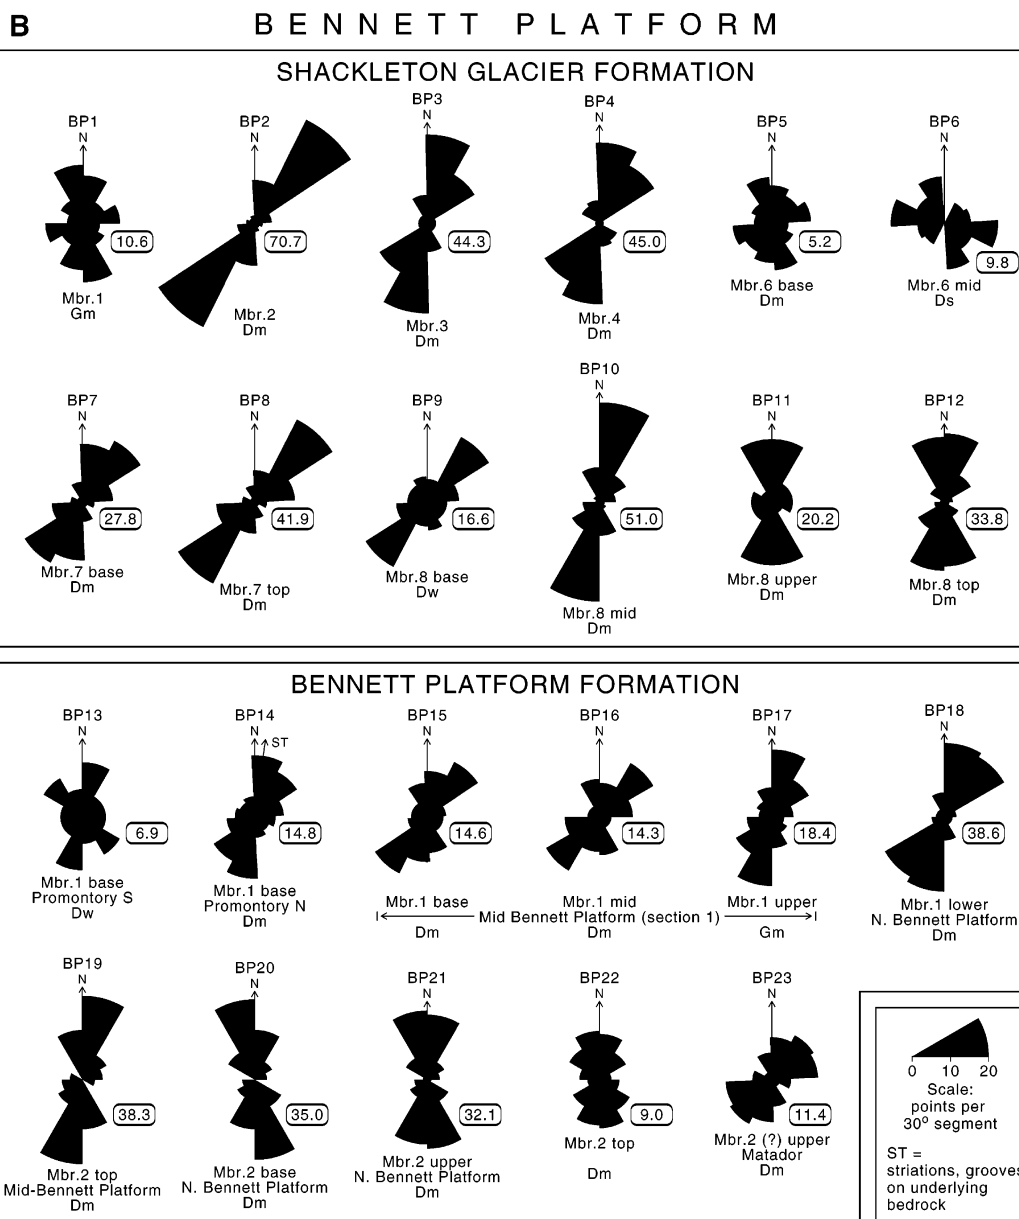 B BENNETT PLATFORM
SHACKLETON GLACIER FORMATION
BP1 BP2 BP3 BP4 BP5 BP6
N N N N N N
10.6 70.7 44.3 45.0 5.2 9.8
Mbr.1 Mbr.2 Mbr.3 Mbr.4 Mbr.6 base Mbr.6 mid
Gm Dm Dm Dm Dm Ds
BP7 BP8 BP9 BP10 BP11 BP12
N N N N N N
27.8 41.9 16.6 51.0 20.2 33.8
Mbr.7 base Mbr.7 top Mbr.8 base Mbr.8 mid Mbr.8 upper Mbr.8 top
Dm Dm Dw Dm Dm Dm
BENNETT PLATFORM FORMATION
BP13 BP14 BP15 BP16 BP17 BP18
N N N N N N
ST
6.9 14.8 14.6 14.3 18.4 38.6
Mbr.1 base Mbr.1 base Mbr.1 base Mbr.1 mid Mbr.1 upper Mbr.1 lower
Promontory S Promontory N Mid Bennett Platform (section 1) N. Bennett Platform
Dw Dm Dm Dm Gm Dm
BP19 BP20 BP21 BP22 BP23
N N N N N
38.3 35.0 32.1 9.0 11.4
Mbr.2 top Mbr.2 base Mbr.2 upper Mbr.2 top Mbr.2 (?) upper
Mid-Bennett Platform N. Bennett Platform N. Bennett Platform Matador
Dm Dm Dm Dm Dm
0 10 20
Scale:
points per
30o segment
ST =
striations, grooves
on underlying
bedrock